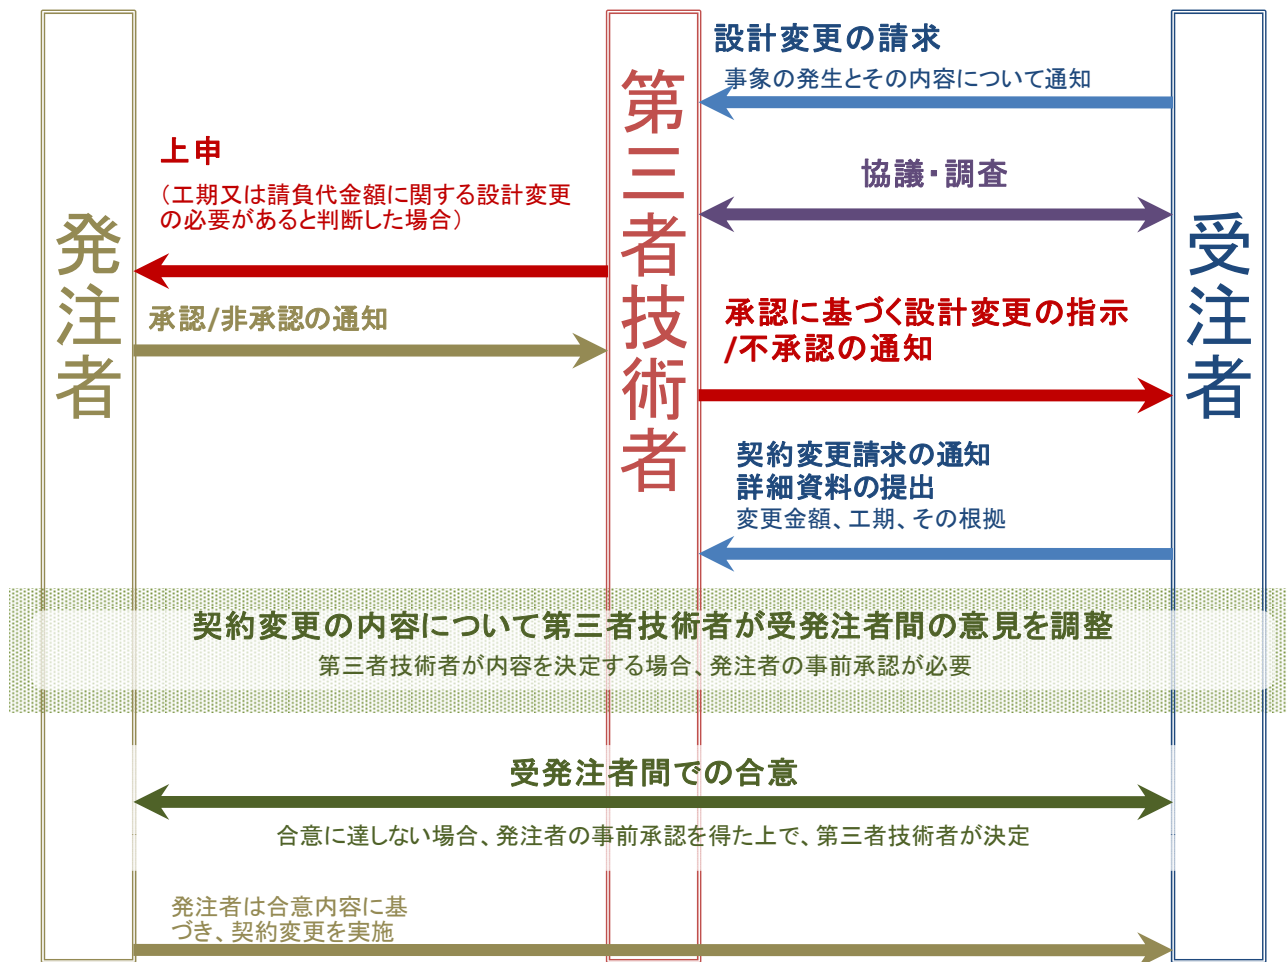 発注者
第三者技術者
受注者
設計変更の請求
事象の発生とその内容について通知
上申
（工期又は請負代金額に関する設計変更
の必要があると判断した場合）
協議・調査
承認/非承認の通知
承認に基づく設計変更の指示
/不承認の通知
契約変更請求の通知
詳細資料の提出
変更金額、工期、その根拠
契約変更の内容について第三者技術者が受発注者間の意見を調整
第三者技術者が内容を決定する場合、発注者の事前承認が必要
受発注者間での合意
合意に達しない場合、発注者の事前承認を得た上で、第三者技術者が決定
発注者は合意内容に基
づき、契約変更を実施